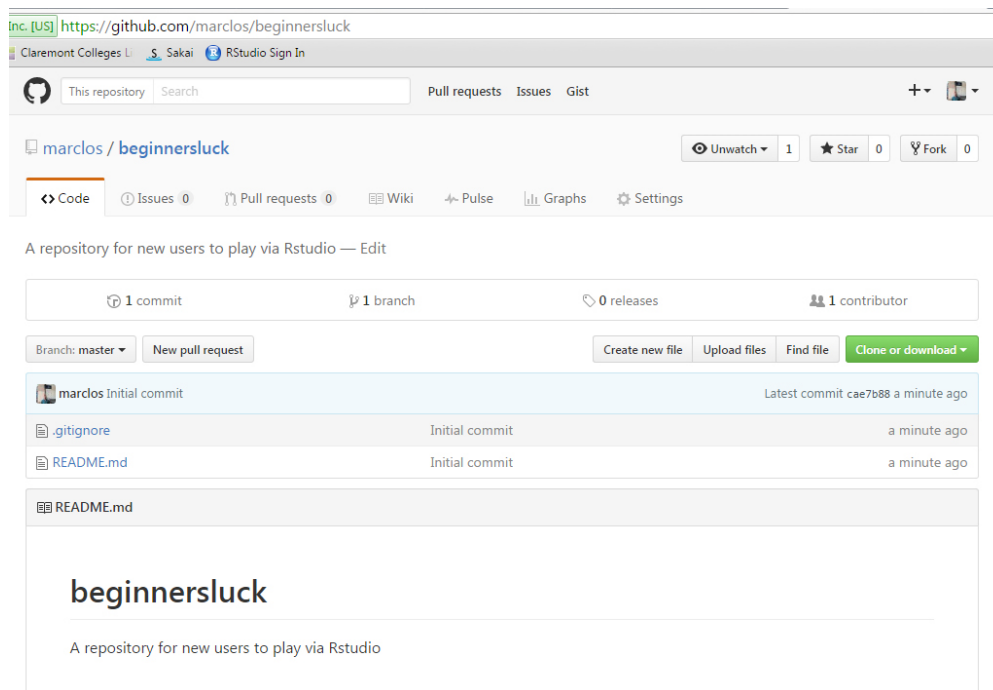 Inc. [US] https://github.com/marclos/beginnersluck
Claremont Colleges Li S Sakai R RStudio Sign In
This repository Search Pull requests Issues Gist
marclos / beginnersluck Unwatch 1 Star 0 Fork 0
Code Issues 0 Pull requests 0 Wiki Pulse Graphs Settings
A repository for new users to play via Rstudio — Edit
1 commit 1 branch 0 releases 1 contributor
Branch: master New pull request Create new file Upload files Find file Clone or download
marclos Initial commit Latest commit cae7b88 a minute ago
.gitignore Initial commit a minute ago
README.md Initial commit a minute ago
README.md
beginnersluck
A repository for new users to play via Rstudio